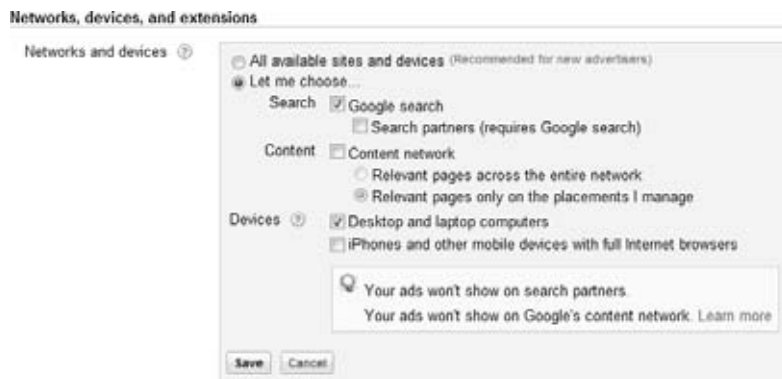 Networks, devices, and extensions
Networks and devices ?
All available sites and devices (Recommended for new advertisers)
Let me choose...
Search Google search
Search partners (requires Google search)
Content Content network
Relevant pages across the entire network
Relevant pages only on the placements I manage
Devices ? Desktop and laptop computers
iPhones and other mobile devices with full Internet browsers
Your ads won't show on search partners.
Your ads won't show on Google's content network. Learn more
Save Cancel